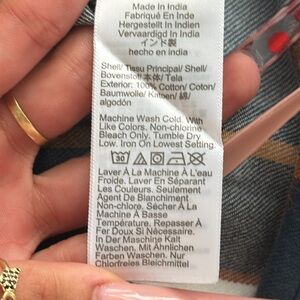 Made In India
Fabriqué En Inde
Hergestellt In Indien
Vervaardigd In India
インド製
hecho en india
Shell/ Tissu Principal/ Shell/
Bovenstof/本体/ Tela
Exterior: 100% Cotton/ Coton/
Baumwolle/ Katoen/ 綿/
algodón
Machine Wash Cold. With
Like Colors. Non-chlorine
Bleach Only. Tumble Dry
Low. Iron On Lowest Setting.
30
Laver À La Machine À L'eau
Froide. Laver En Séparant
Les Couleurs. Seulement
Agent De Blanchiment
Non-chlore. Sécher À La
Machine À Basse
Température. Repasser À
Fer Doux Si Nécessaire.
In Der Maschine Kalt
Waschen. Mit Ähnlichen
Farben Waschen. Nur
Chlorfreies Bleichmittel